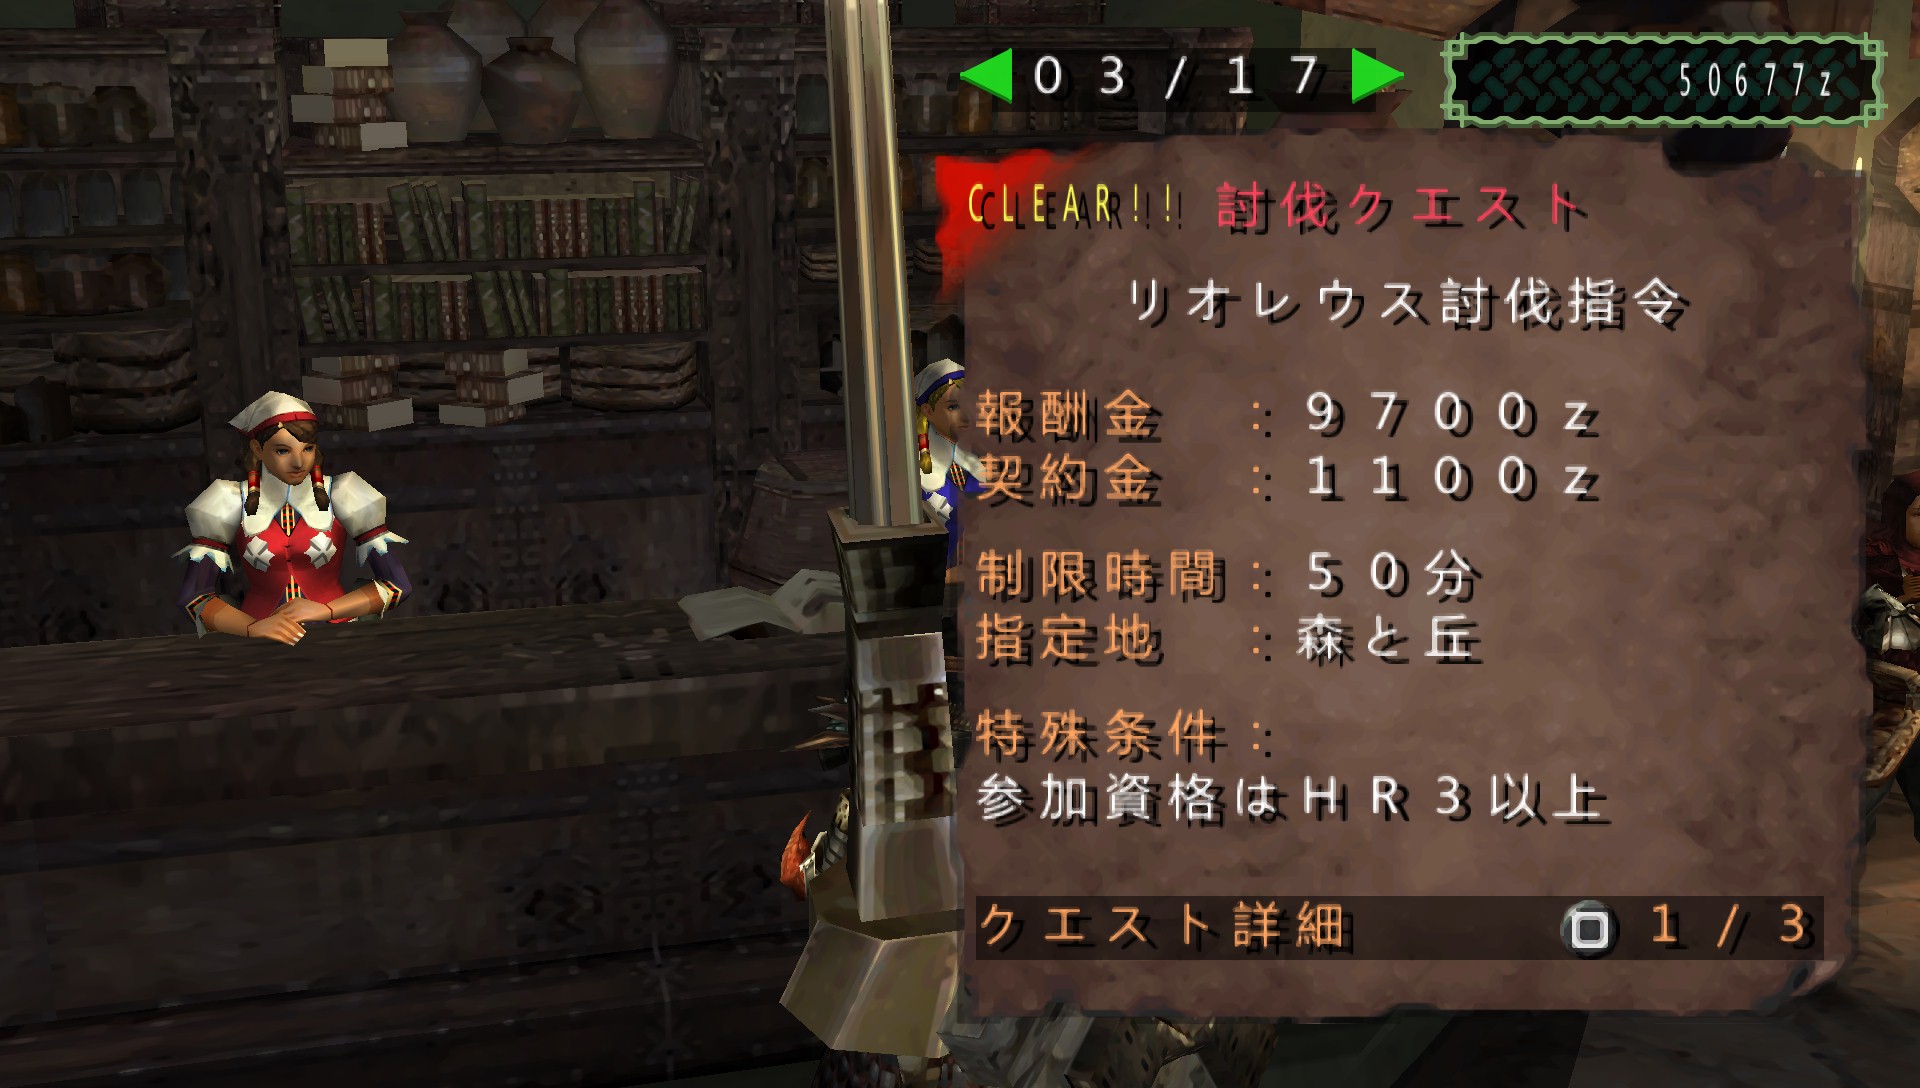 03/17
50677z
CLEAR!! 討伐クエスト
リオレウス討伐指令
報酬金 : 9700z
契約金 : 1100z
制限時間 : 50分
指定地 : 森と丘
特殊条件 :
参加資格はHR3以上
クエスト詳細 1/3